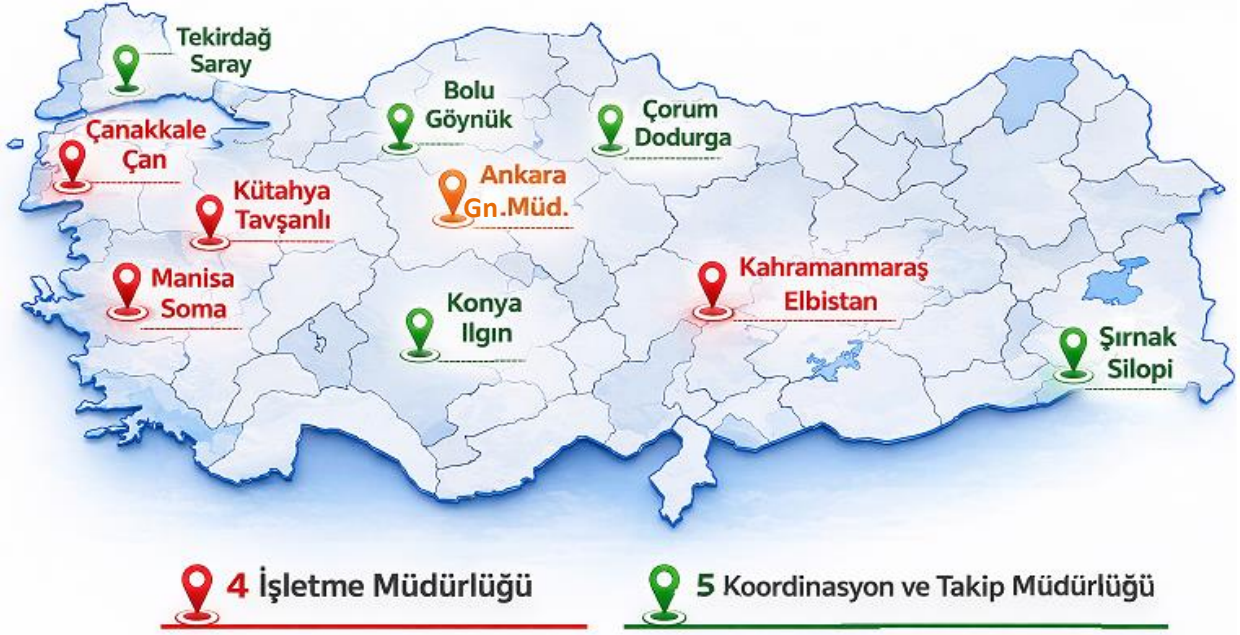 Tekirdağ
Saray
Bolu
Göynük
Çorum
Dodurga
Çanakkale
Çan
Kütahya
Tavşanlı
Ankara
Gn.Müd.
Manisa
Soma
Konya
Ilgın
Kahramanmaraş
Elbistan
Şırnak
Silopi
4 İşletme Müdürlüğü
5 Koordinasyon ve Takip Müdürlüğü